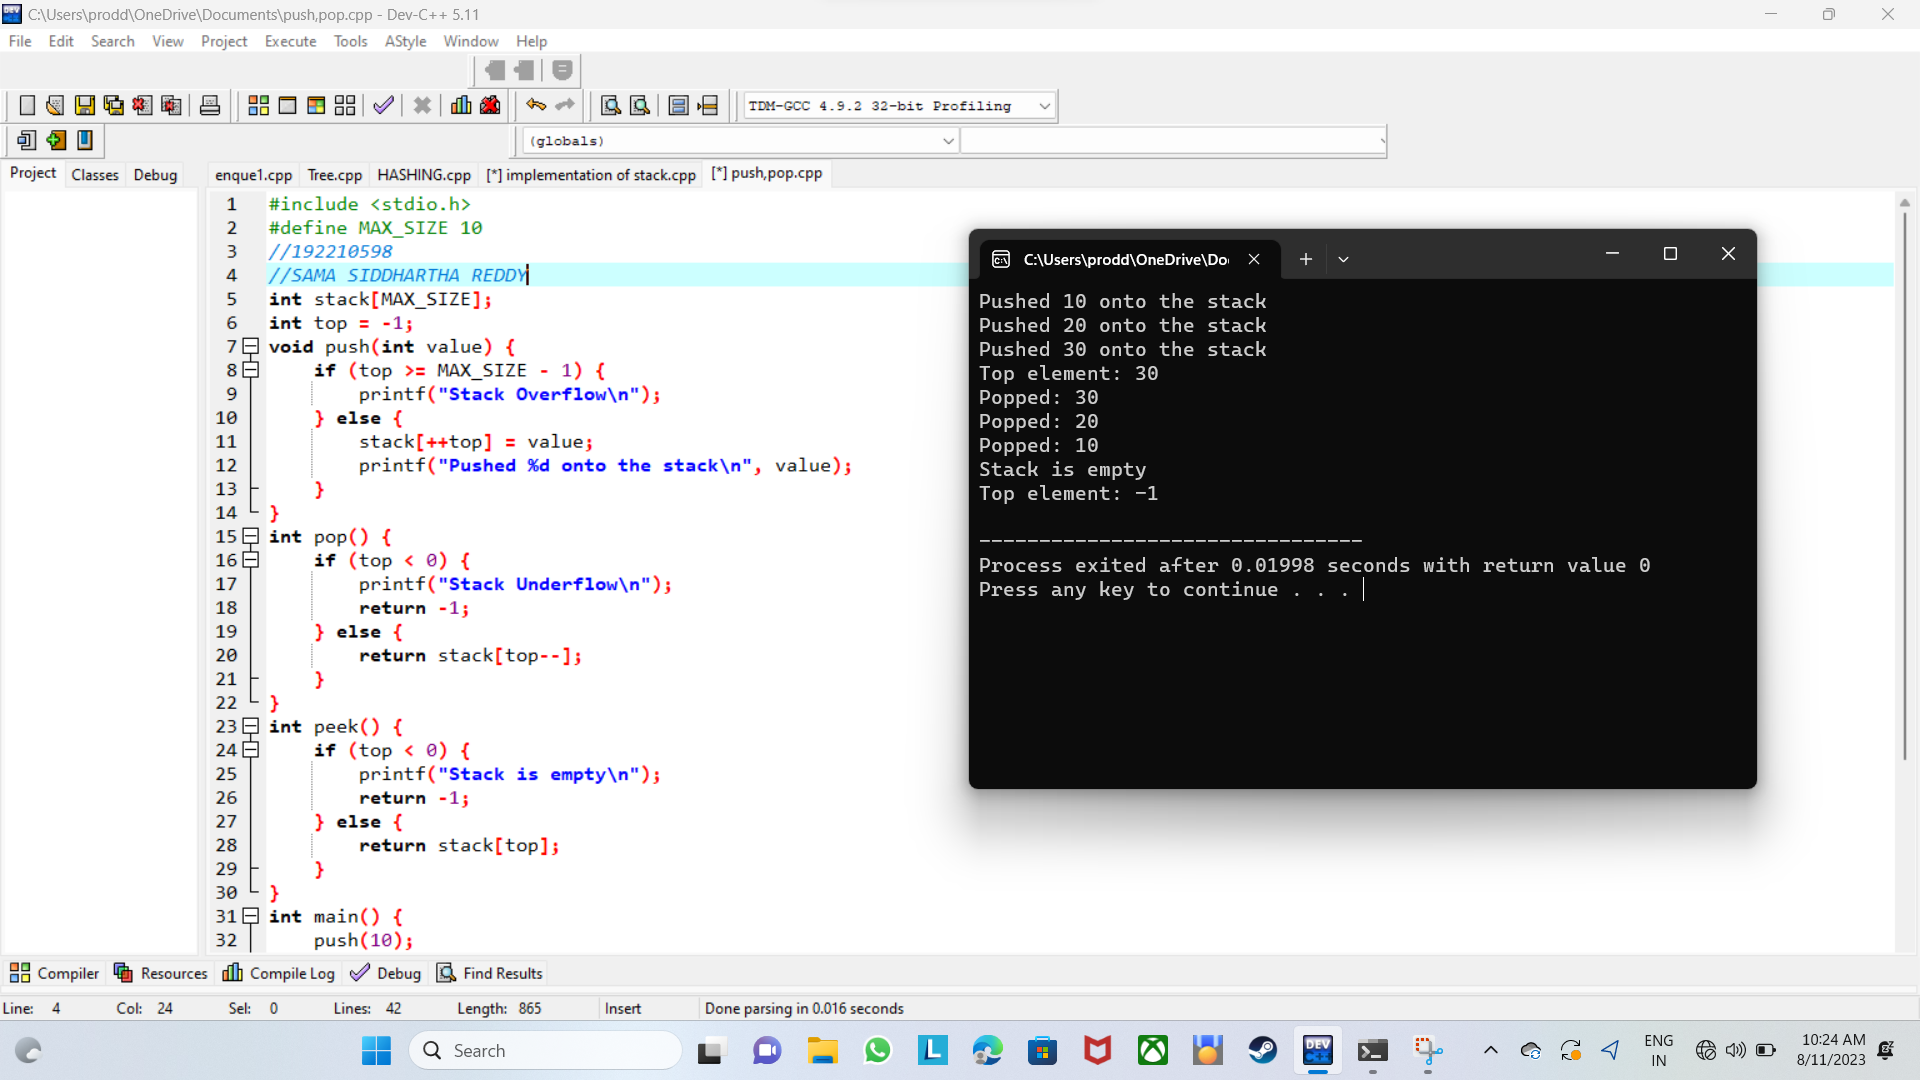 C:\Users\prodd\OneDrive\Documents\push,pop.cpp - Dev-C++ 5.11
File Edit Search View Project Execute Tools AStyle Window Help
TDM-GCC 4.9.2 32-bit Profiling
(globals)
Project Classes Debug
enque1.cpp Tree.cpp HASHING.cpp [*] implementation of stack.cpp [*] push,pop.cpp
1 #include <stdio.h>
2 #define MAX_SIZE 10
3 //192210598
4 //SAMA SIDDHARTHA REDDY
5 int stack[MAX_SIZE];
6 int top = -1;
7 void push(int value) {
8     if (top >= MAX_SIZE - 1) {
9         printf("Stack Overflow\n");
10     } else {
11         stack[++top] = value;
12         printf("Pushed %d onto the stack\n", value);
13     }
14 }
15 int pop() {
16     if (top < 0) {
17         printf("Stack Underflow\n");
18         return -1;
19     } else {
20         return stack[top--];
21     }
22 }
23 int peek() {
24     if (top < 0) {
25         printf("Stack is empty\n");
26         return -1;
27     } else {
28         return stack[top];
29     }
30 }
31 int main() {
32     push(10);
C:\Users\prodd\OneDrive\Do
Pushed 10 onto the stack
Pushed 20 onto the stack
Pushed 30 onto the stack
Top element: 30
Popped: 30
Popped: 20
Popped: 10
Stack is empty
Top element: -1
--------------------------------
Process exited after 0.01998 seconds with return value 0
Press any key to continue . . .
Compiler Resources Compile Log Debug Find Results
Line: 4 Col: 24 Sel: 0 Lines: 42 Length: 865 Insert Done parsing in 0.016 seconds
Search
L
DEV
C++
ENG
IN
10:24 AM
8/11/2023